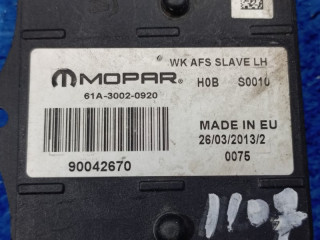 WK AFS SLAVE LH
MOPAR®
H0B S0010
61A-3002-0920
MADE IN EU
26/03/2013/2
0075
90042670